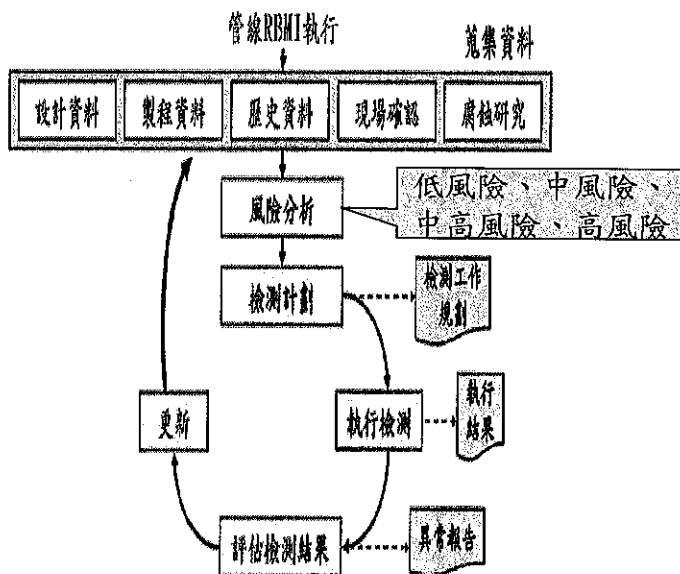 管線RBMI執行
蒐集資料
設計資料
製程資料
歷史資料
現場確認
腐蝕研究
風險分析
低風險、中風險、
中高風險、高風險
檢測計劃
檢測工作
規劃
更新
執行檢測
執行
結果
評估檢測結果
異常報告